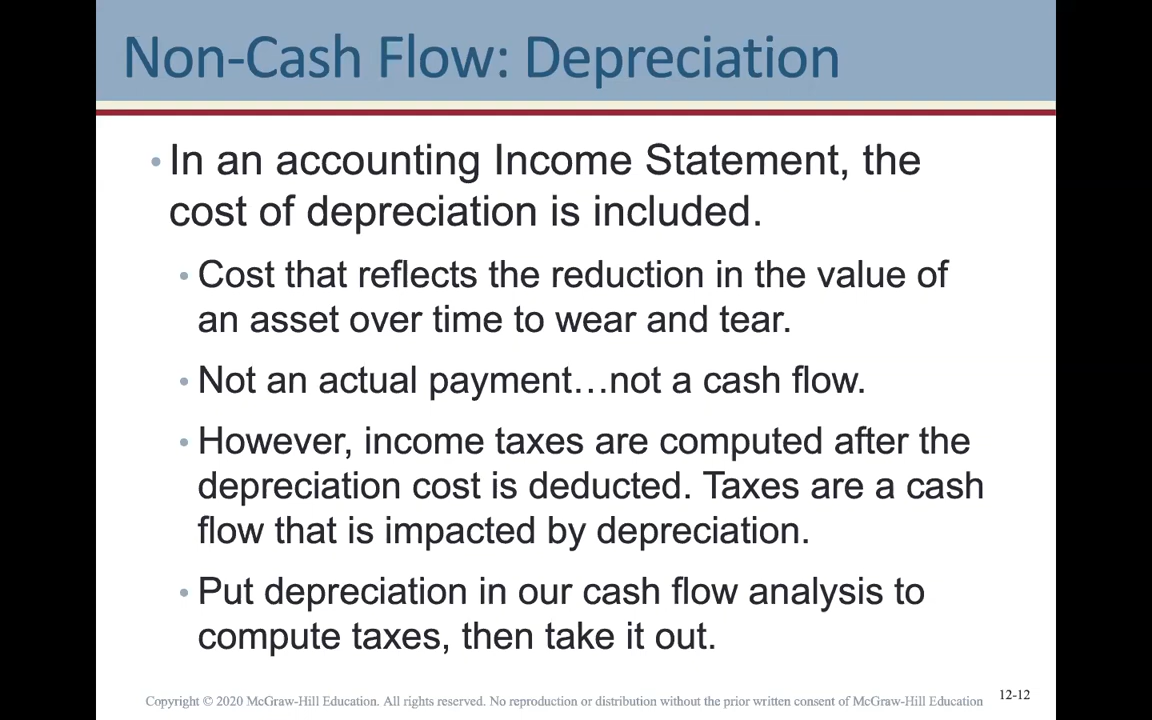 Non-Cash Flow: Depreciation
• In an accounting Income Statement, the
cost of depreciation is included.
• Cost that reflects the reduction in the value of
an asset over time to wear and tear.
• Not an actual payment…not a cash flow.
• However, income taxes are computed after the
depreciation cost is deducted. Taxes are a cash
flow that is impacted by depreciation.
• Put depreciation in our cash flow analysis to
compute taxes, then take it out.
Copyright © 2020 McGraw-Hill Education. All rights reserved. No reproduction or distribution without the prior written consent of McGraw-Hill Education
12-12